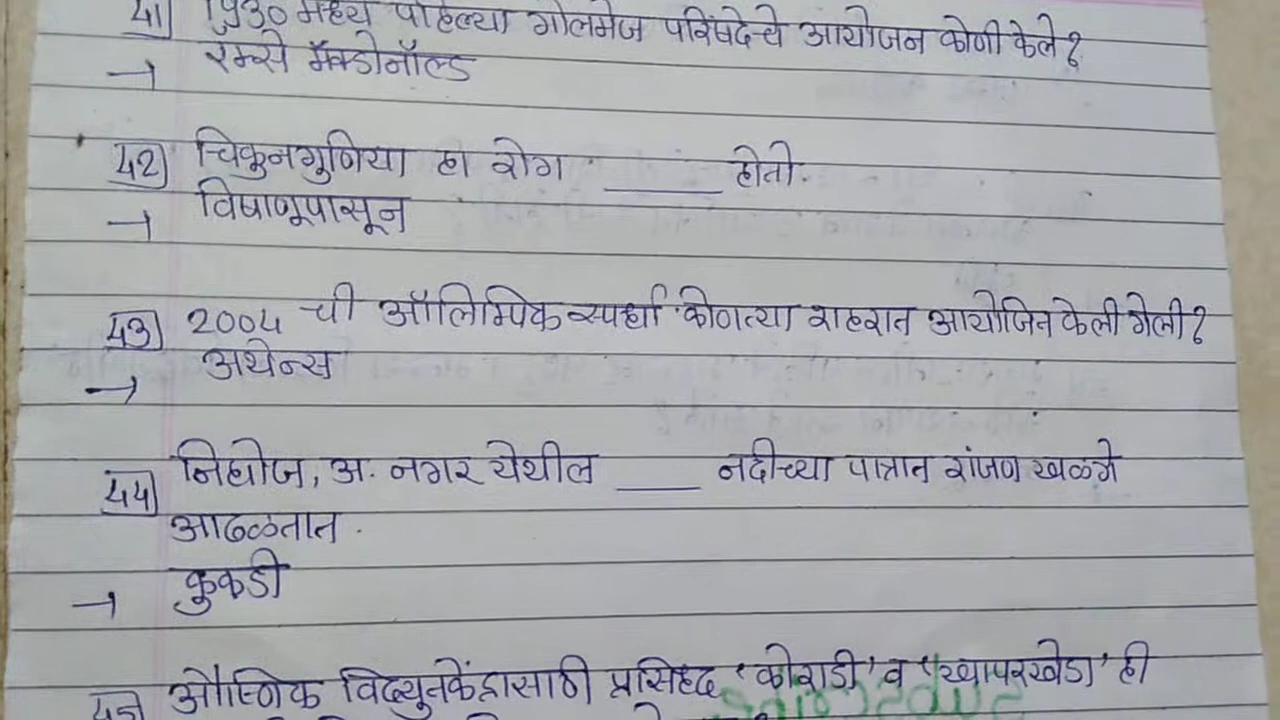 41) 1930 मध्ये पहिल्या गोलमेज परिषदेचे आयोजन कोणी केले?
→ रॅम्से मॅक्डोनॉल्ड
42) चिकुनगुनिया हा रोग ____ होतो.
→ विषाणूपासून
43) 2004 ची ऑलिम्पिक स्पर्धा कोणत्या शहरात आयोजित केली गेली?
→ अथेन्स
44) निघोज, अ. नगर येथील ____ नदीच्या पात्रात रांजण खळगे
आढळतात.
→ कुकडी
45) औष्णिक विद्युतकेंद्रासाठी प्रसिध्द 'कोराडी' व 'खापरखेडा' ही